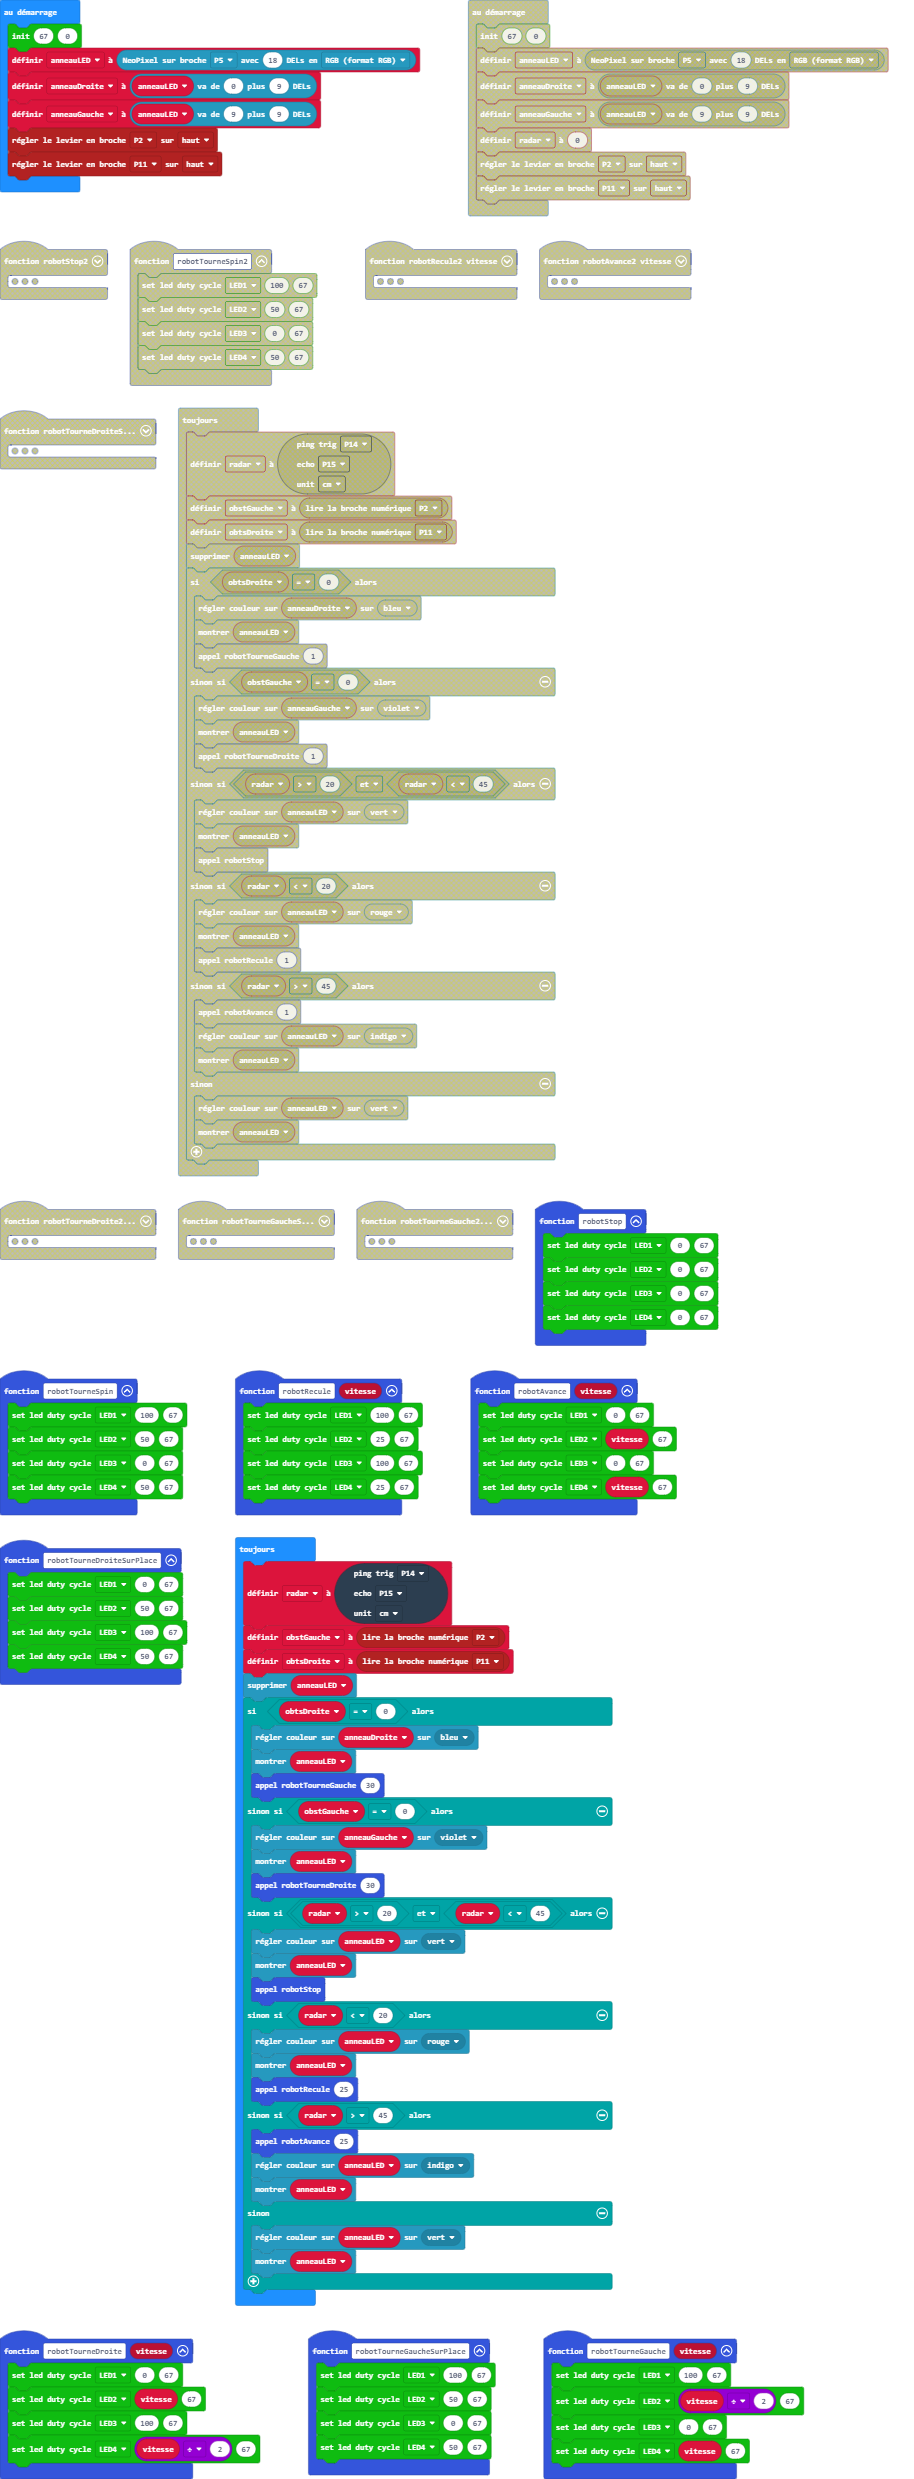 au démarrage
init 67 0
définir anneauLED à NeoPixel sur broche P5 avec 18 DELs en RGB (format RGB)
définir anneauDroite à anneauLED va de 0 plus 9 DELs
définir anneauGauche à anneauLED va de 9 plus 9 DELs
régler le levier en broche P2 sur haut
régler le levier en broche P11 sur haut
au démarrage
init 67 0
définir anneauLED à NeoPixel sur broche P5 avec 18 DELs en RGB (format RGB)
définir anneauDroite à anneauLED va de 0 plus 9 DELs
définir anneauGauche à anneauLED va de 9 plus 9 DELs
définir radar à 0
régler le levier en broche P2 sur haut
régler le levier en broche P11 sur haut
fonction robotStop2
fonction robotTourneSpin2
set led duty cycle LED1 100 67
set led duty cycle LED2 50 67
set led duty cycle LED3 0 67
set led duty cycle LED4 50 67
fonction robotRecule2 vitesse
fonction robotAvance2 vitesse
fonction robotTourneDroiteS...
toujours
définir radar à ping trig P14
echo P15
unit cm
définir obstGauche à lire la broche numérique P2
définir obtsDroite à lire la broche numérique P11
supprimer anneauLED
si obtsDroite = 0 alors
régler couleur sur anneauDroite sur bleu
montrer anneauLED
appel robotTourneGauche 1
sinon si obstGauche = 0 alors
régler couleur sur anneauGauche sur violet
montrer anneauLED
appel robotTourneDroite 1
sinon si radar > 20 et radar < 45 alors
régler couleur sur anneauLED sur vert
montrer anneauLED
appel robotStop
sinon si radar < 20 alors
régler couleur sur anneauLED sur rouge
montrer anneauLED
appel robotRecule 1
sinon si radar > 45 alors
appel robotAvance 1
régler couleur sur anneauLED sur indigo
montrer anneauLED
sinon
régler couleur sur anneauLED sur vert
montrer anneauLED
fonction robotTourneDroite2...
fonction robotTourneGaucheS...
fonction robotTourneGauche2...
fonction robotStop
set led duty cycle LED1 0 67
set led duty cycle LED2 0 67
set led duty cycle LED3 0 67
set led duty cycle LED4 0 67
fonction robotTourneSpin
set led duty cycle LED1 100 67
set led duty cycle LED2 50 67
set led duty cycle LED3 0 67
set led duty cycle LED4 50 67
fonction robotRecule vitesse
set led duty cycle LED1 100 67
set led duty cycle LED2 25 67
set led duty cycle LED3 100 67
set led duty cycle LED4 25 67
fonction robotAvance vitesse
set led duty cycle LED1 0 67
set led duty cycle LED2 vitesse 67
set led duty cycle LED3 0 67
set led duty cycle LED4 vitesse 67
fonction robotTourneDroiteSurPlace
set led duty cycle LED1 0 67
set led duty cycle LED2 50 67
set led duty cycle LED3 100 67
set led duty cycle LED4 50 67
toujours
définir radar à ping trig P14
echo P15
unit cm
définir obstGauche à lire la broche numérique P2
définir obtsDroite à lire la broche numérique P11
supprimer anneauLED
si obtsDroite = 0 alors
régler couleur sur anneauDroite sur bleu
montrer anneauLED
appel robotTourneGauche 30
sinon si obstGauche = 0 alors
régler couleur sur anneauGauche sur violet
montrer anneauLED
appel robotTourneDroite 30
sinon si radar > 20 et radar < 45 alors
régler couleur sur anneauLED sur vert
montrer anneauLED
appel robotStop
sinon si radar < 20 alors
régler couleur sur anneauLED sur rouge
montrer anneauLED
appel robotRecule 25
sinon si radar > 45 alors
appel robotAvance 25
régler couleur sur anneauLED sur indigo
montrer anneauLED
sinon
régler couleur sur anneauLED sur vert
montrer anneauLED
fonction robotTourneDroite vitesse
set led duty cycle LED1 0 67
set led duty cycle LED2 vitesse 67
set led duty cycle LED3 100 67
set led duty cycle LED4 vitesse ÷ 2 67
fonction robotTourneGaucheSurPlace
set led duty cycle LED1 100 67
set led duty cycle LED2 50 67
set led duty cycle LED3 0 67
set led duty cycle LED4 50 67
fonction robotTourneGauche vitesse
set led duty cycle LED1 100 67
set led duty cycle LED2 vitesse ÷ 2 67
set led duty cycle LED3 0 67
set led duty cycle LED4 vitesse 67